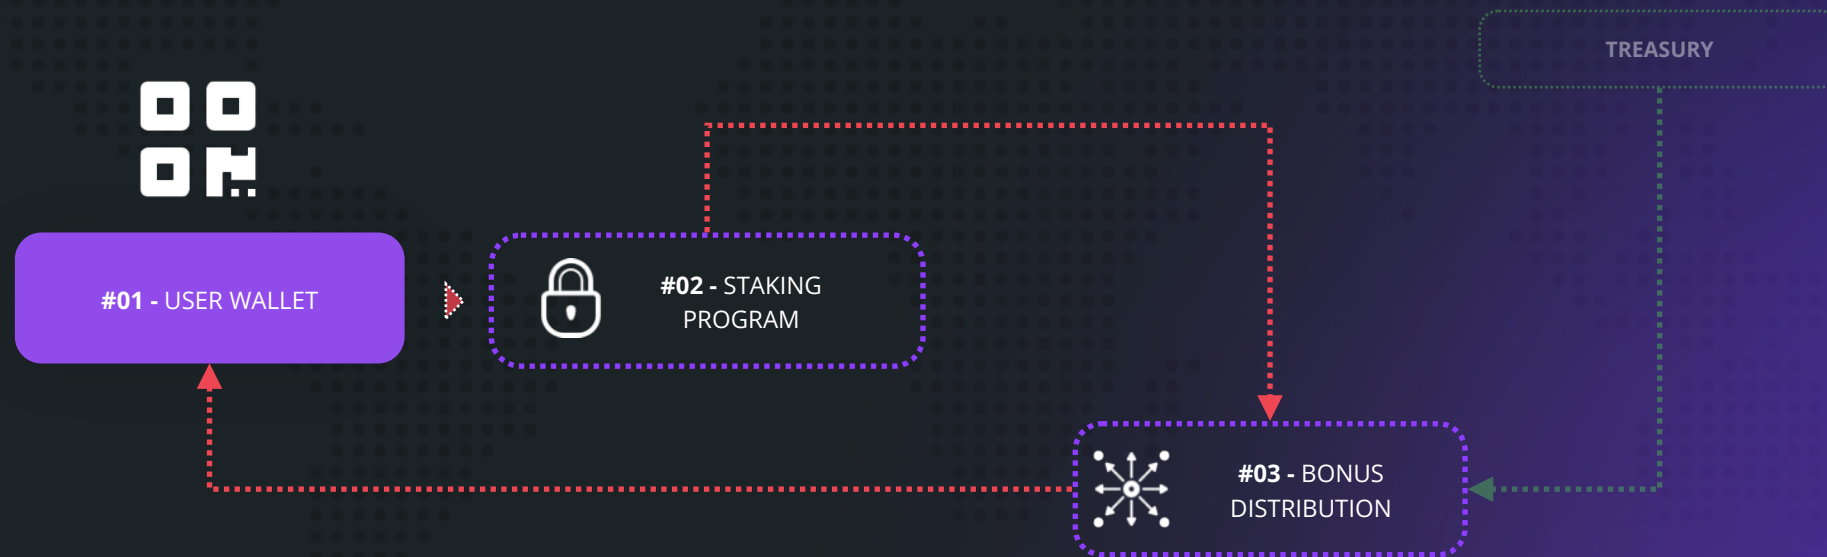 TREASURY
#01 - USER WALLET
#02 - STAKING
PROGRAM
#03 - BONUS
DISTRIBUTION